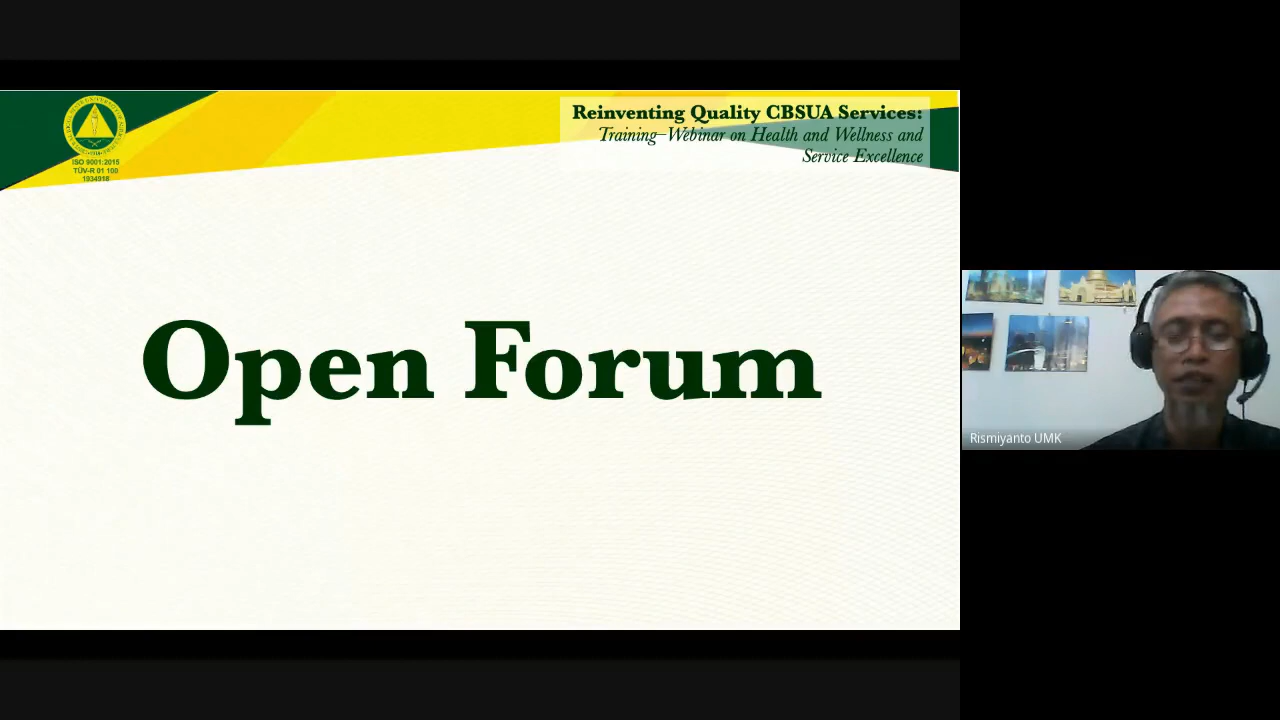 Reinventing Quality CBSUA Services:
Training–Webinar on Health and Wellness and
Service Excellence
ISO 9001:2015
TÜV-R 01 100
1934918
Open Forum
Rismiyanto UMK